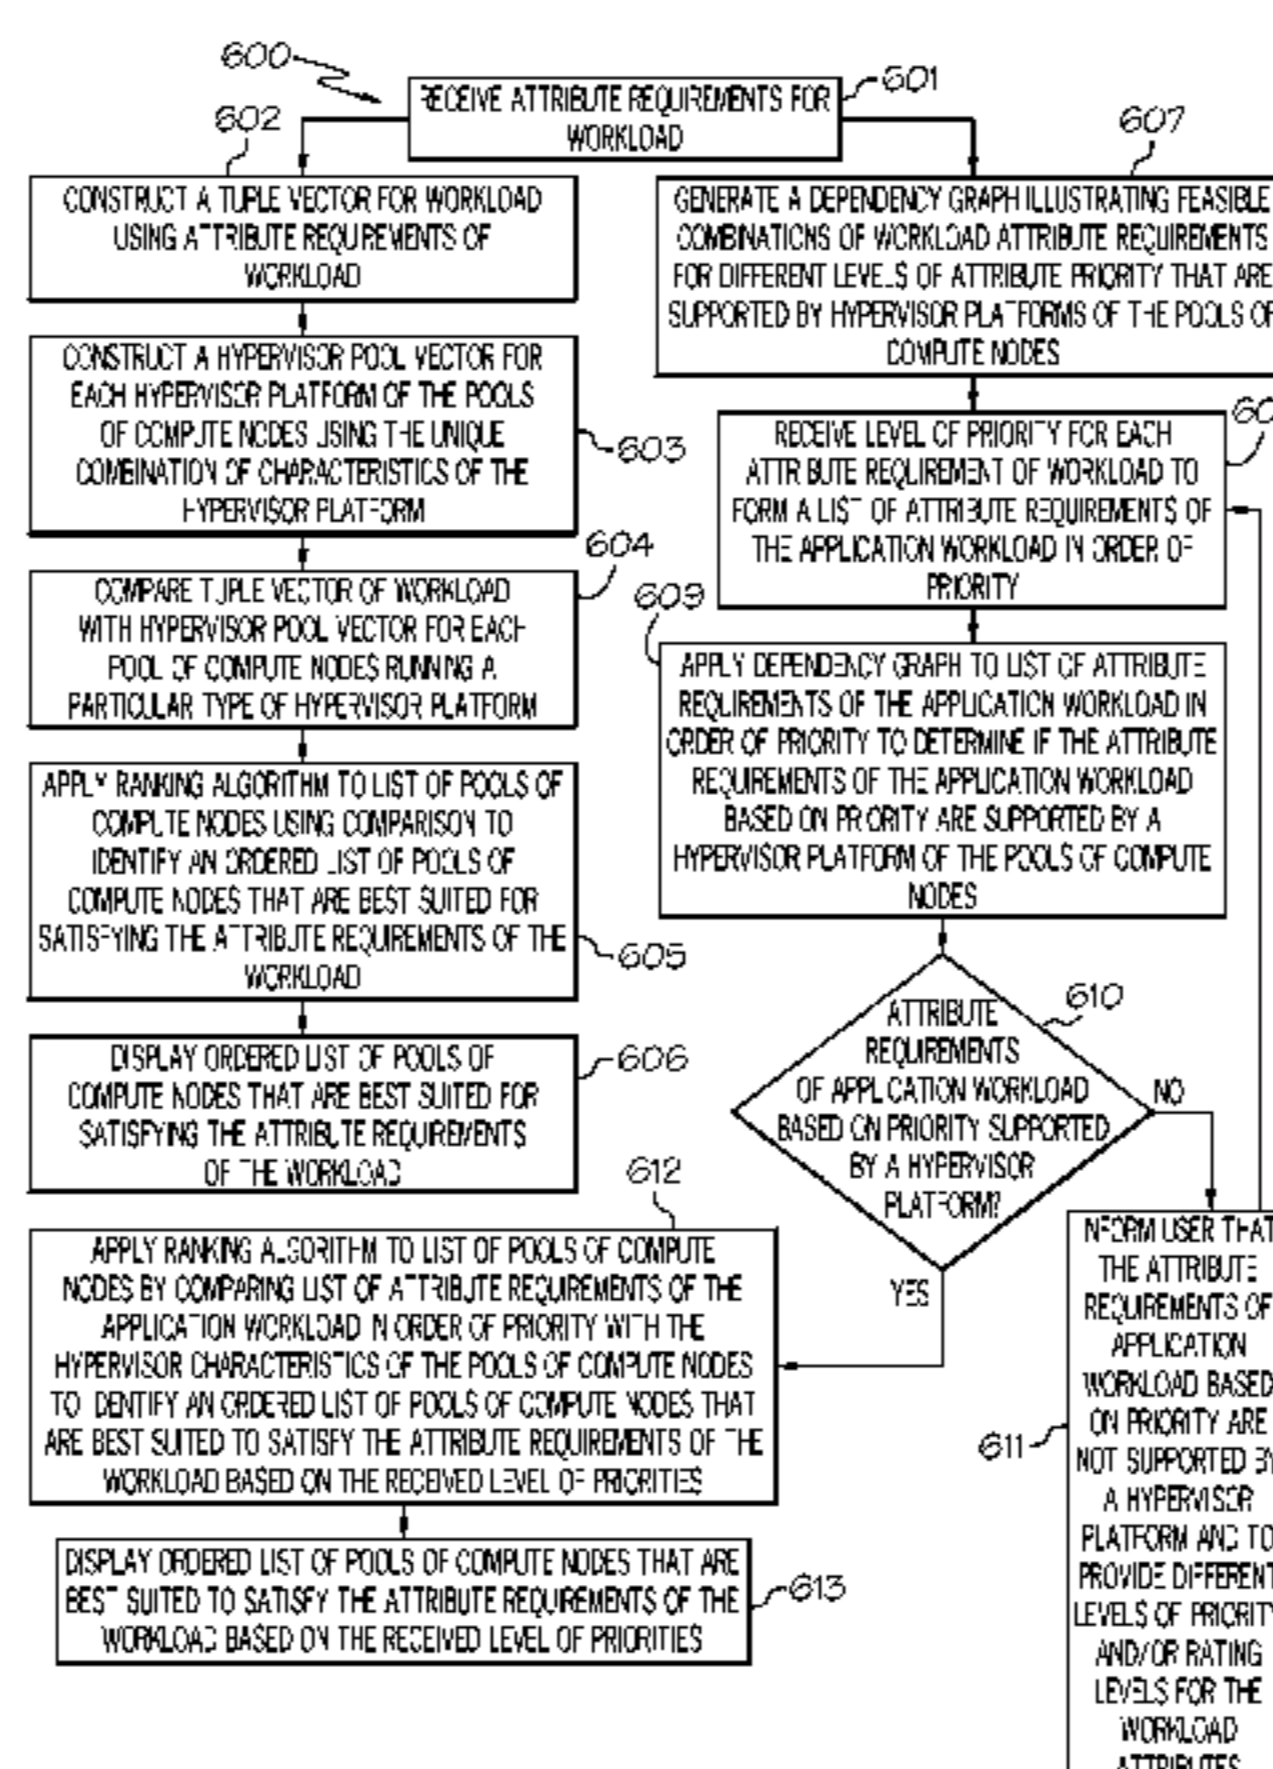 600
601
RECEIVE ATTRIBUTE REQUIREMENTS FOR
WORKLOAD
602
CONSTRUCT A TUPLE VECTOR FOR WORKLOAD
USING ATTRIBUTE REQUIREMENTS OF
WORKLOAD
CONSTRUCT A HYPERVISOR POOL VECTOR FOR
EACH HYPERVISOR PLATFORM OF THE POOLS
OF COMPUTE NODES USING THE UNIQUE
COMBINATION OF CHARACTERISTICS OF THE
HYPERVISOR PLATFORM
603
604
COMPARE TUPLE VECTOR OF WORKLOAD
WITH HYPERVISOR POOL VECTOR FOR EACH
POOL OF COMPUTE NODES RUNNING A
PARTICULAR TYPE OF HYPERVISOR PLATFORM
APPLY RANKING ALGORITHM TO LIST OF POOLS OF
COMPUTE NODES USING COMPARISON TO
IDENTIFY AN ORDERED LIST OF POOLS OF
COMPUTE NODES THAT ARE BEST SUITED FOR
SATISFYING THE ATTRIBUTE REQUIREMENTS OF THE
WORKLOAD
605
DISPLAY ORDERED LIST OF POOLS OF
COMPUTE NODES THAT ARE BEST SUITED FOR
SATISFYING THE ATTRIBUTE REQUIREMENTS
OF THE WORKLOAD
606
607
GENERATE A DEPENDENCY GRAPH ILLUSTRATING FEASIBLE
COMBINATIONS OF WORKLOAD ATTRIBUTE REQUIREMENTS
FOR DIFFERENT LEVELS OF ATTRIBUTE PRIORITY THAT ARE
SUPPORTED BY HYPERVISOR PLATFORMS OF THE POOLS OF
COMPUTE NODES
60
RECEIVE LEVEL OF PRIORITY FOR EACH
ATTRIBUTE REQUIREMENT OF WORKLOAD TO
FORM A LIST OF ATTRIBUTE REQUIREMENTS OF
THE APPLICATION WORKLOAD IN ORDER OF
PRIORITY
609
APPLY DEPENDENCY GRAPH TO LIST OF ATTRIBUTE
REQUIREMENTS OF THE APPLICATION WORKLOAD IN
ORDER OF PRIORITY TO DETERMINE IF THE ATTRIBUTE
REQUIREMENTS OF THE APPLICATION WORKLOAD
BASED ON PRIORITY ARE SUPPORTED BY A
HYPERVISOR PLATFORM OF THE POOLS OF COMPUTE
NODES
610
ATTRIBUTE
REQUIREMENTS
OF APPLICATION WORKLOAD
BASED ON PRIORITY SUPPORTED
BY A HYPERVISOR
PLATFORM?
NO
YES
611
INFORM USER THAT
THE ATTRIBUTE
REQUIREMENTS OF
APPLICATION
WORKLOAD BASED
ON PRIORITY ARE
NOT SUPPORTED BY
A HYPERVISOR
PLATFORM AND TO
PROVIDE DIFFERENT
LEVELS OF PRIORITY
AND/OR RATING
LEVELS FOR THE
WORKLOAD
ATTRIBUTES
612
APPLY RANKING ALGORITHM TO LIST OF POOLS OF COMPUTE
NODES BY COMPARING LIST OF ATTRIBUTE REQUIREMENTS OF THE
APPLICATION WORKLOAD IN ORDER OF PRIORITY WITH THE
HYPERVISOR CHARACTERISTICS OF THE POOLS OF COMPUTE NODES
TO IDENTIFY AN ORDERED LIST OF POOLS OF COMPUTE NODES THAT
ARE BEST SUITED TO SATISFY THE ATTRIBUTE REQUIREMENTS OF THE
WORKLOAD BASED ON THE RECEIVED LEVEL OF PRIORITIES
DISPLAY ORDERED LIST OF POOLS OF COMPUTE NODES THAT ARE
BEST SUITED TO SATISFY THE ATTRIBUTE REQUIREMENTS OF THE
WORKLOAD BASED ON THE RECEIVED LEVEL OF PRIORITIES
613